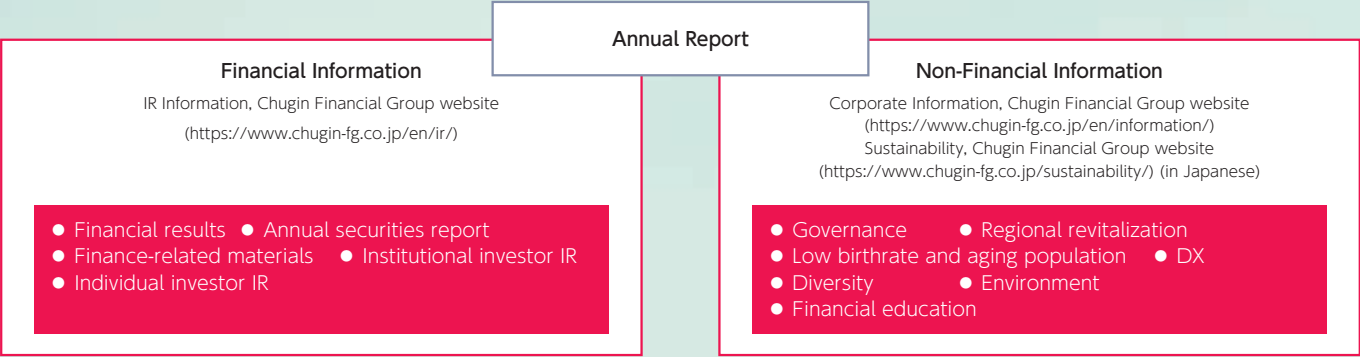 Annual Report
Financial Information
IR Information, Chugin Financial Group website
(https://www.chugin-fg.co.jp/en/ir/)
● Financial results ● Annual securities report
● Finance-related materials ● Institutional investor IR
● Individual investor IR
Non-Financial Information
Corporate Information, Chugin Financial Group website
(https://www.chugin-fg.co.jp/en/information/)
Sustainability, Chugin Financial Group website
(https://www.chugin-fg.co.jp/sustainability/) (in Japanese)
● Governance ● Regional revitalization
● Low birthrate and aging population ● DX
● Diversity ● Environment
● Financial education